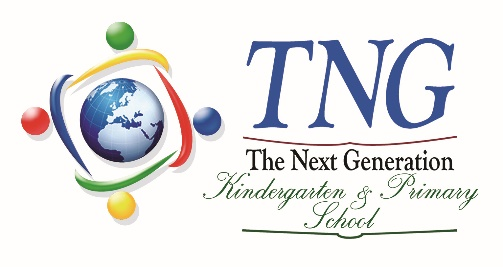 TNG
The Next Generation
Kindergarten & Primary
School